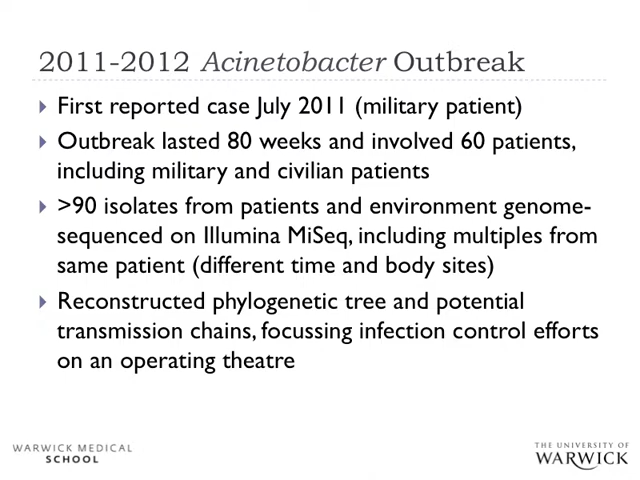 2011-2012 Acinetobacter Outbreak
First reported case July 2011 (military patient)
Outbreak lasted 80 weeks and involved 60 patients,
including military and civilian patients
>90 isolates from patients and environment genome-
sequenced on Illumina MiSeq, including multiples from
same patient (different time and body sites)
Reconstructed phylogenetic tree and potential
transmission chains, focussing infection control efforts
on an operating theatre
WARWICK MEDICAL
SCHOOL
THE UNIVERSITY OF
WARWICK